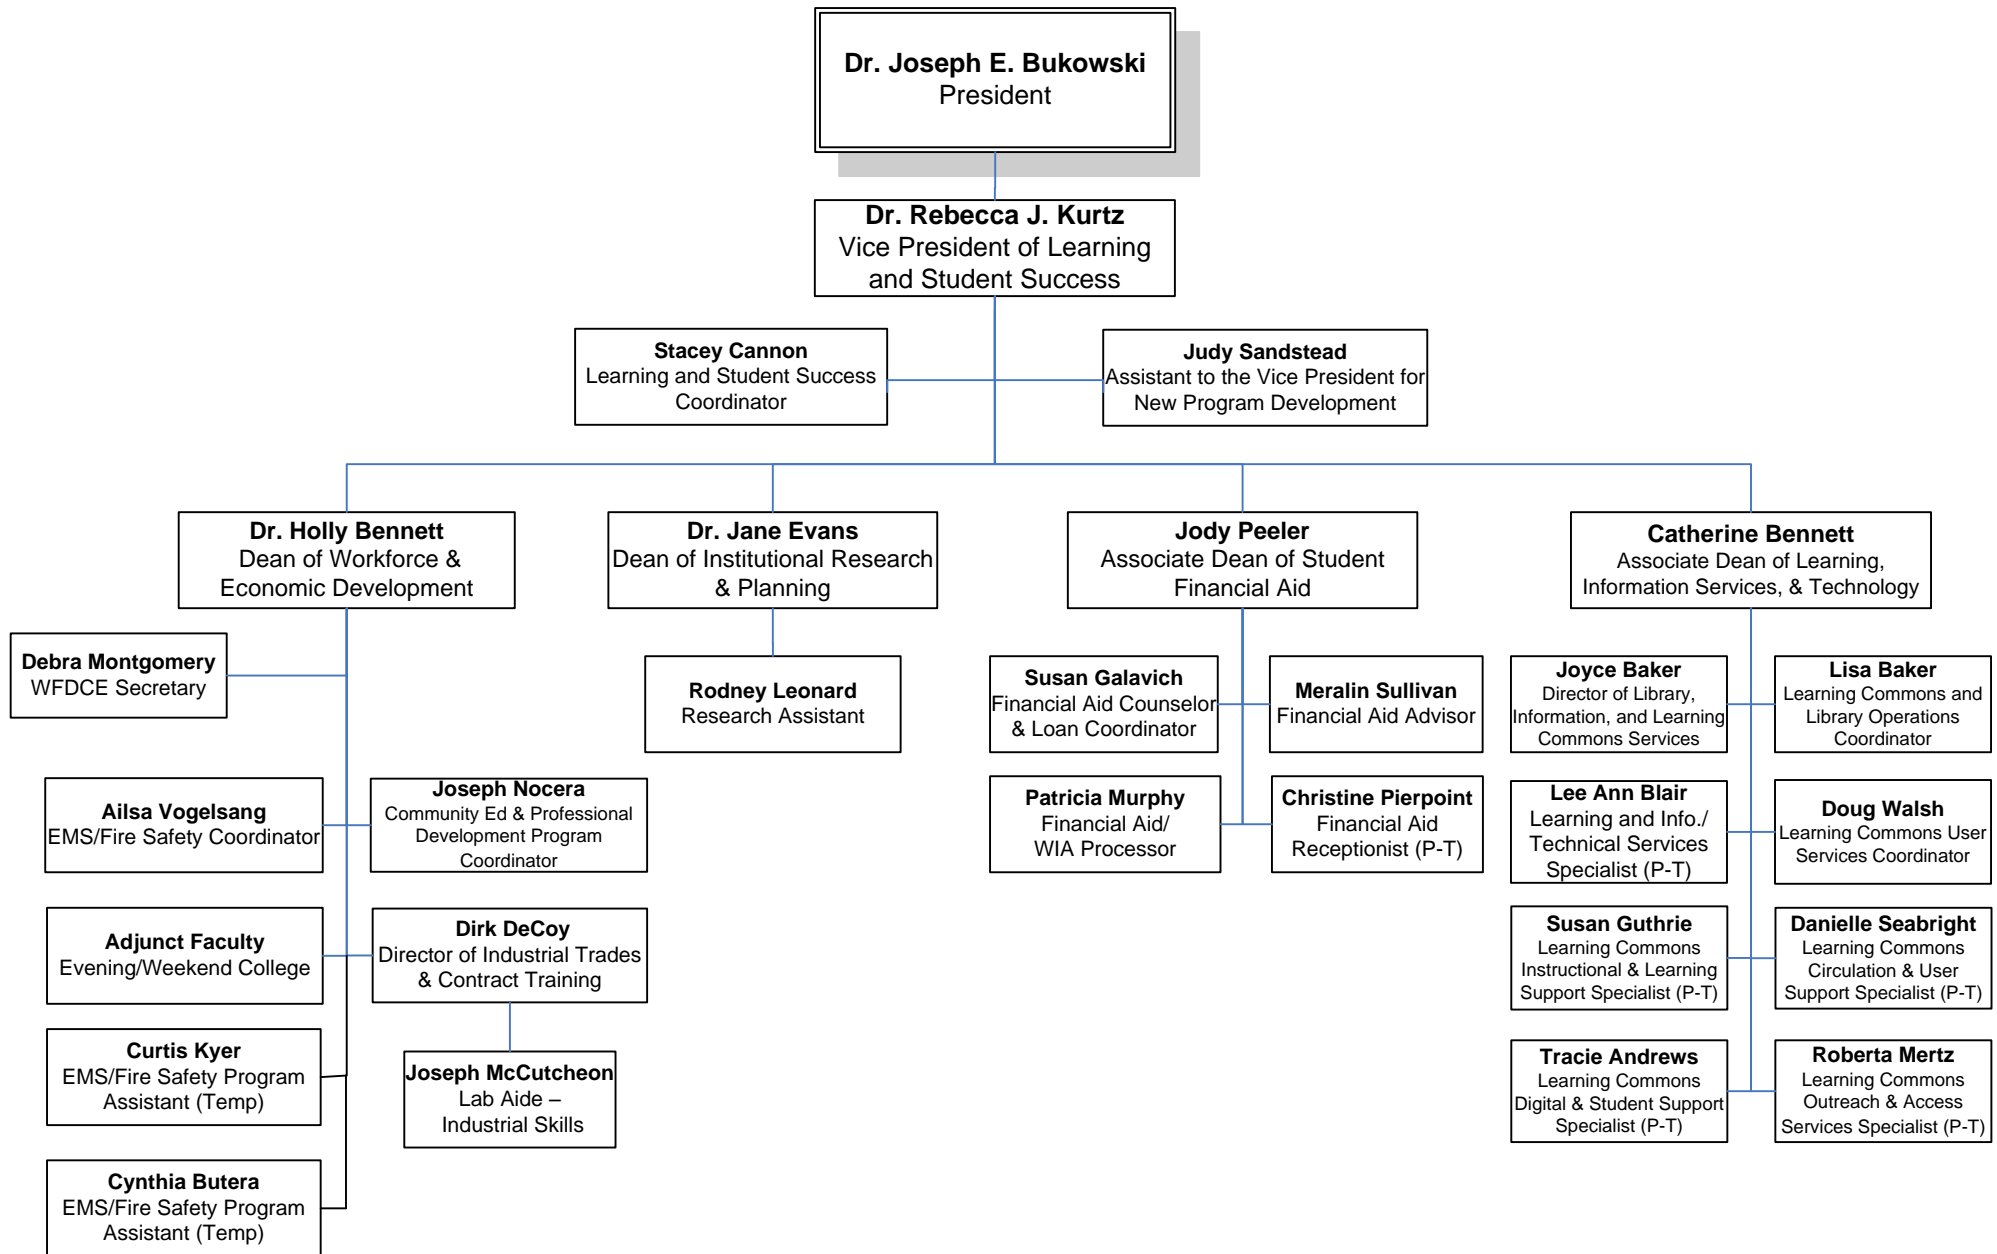 Dr. Joseph E. Bukowski
President
Dr. Rebecca J. Kurtz
Vice President of Learning
and Student Success
Stacey Cannon
Learning and Student Success
Coordinator
Judy Sandstead
Assistant to the Vice President for
New Program Development
Dr. Holly Bennett
Dean of Workforce &
Economic Development
Dr. Jane Evans
Dean of Institutional Research
& Planning
Jody Peeler
Associate Dean of Student
Financial Aid
Catherine Bennett
Associate Dean of Learning,
Information Services, & Technology
Debra Montgomery
WFDCE Secretary
Rodney Leonard
Research Assistant
Susan Galavich
Financial Aid Counselor
& Loan Coordinator
Meralin Sullivan
Financial Aid Advisor
Joyce Baker
Director of Library,
Information, and Learning
Commons Services
Lisa Baker
Learning Commons and
Library Operations
Coordinator
Ailsa Vogelsang
EMS/Fire Safety Coordinator
Joseph Nocera
Community Ed & Professional
Development Program
Coordinator
Patricia Murphy
Financial Aid/
WIA Processor
Christine Pierpoint
Financial Aid
Receptionist (P-T)
Lee Ann Blair
Learning and Info./
Technical Services
Specialist (P-T)
Doug Walsh
Learning Commons User
Services Coordinator
Adjunct Faculty
Evening/Weekend College
Dirk DeCoy
Director of Industrial Trades
& Contract Training
Susan Guthrie
Learning Commons
Instructional & Learning
Support Specialist (P-T)
Danielle Seabright
Learning Commons
Circulation & User
Support Specialist (P-T)
Curtis Kyer
EMS/Fire Safety Program
Assistant (Temp)
Joseph McCutcheon
Lab Aide –
Industrial Skills
Tracie Andrews
Learning Commons
Digital & Student Support
Specialist (P-T)
Roberta Mertz
Learning Commons
Outreach & Access
Services Specialist (P-T)
Cynthia Butera
EMS/Fire Safety Program
Assistant (Temp)